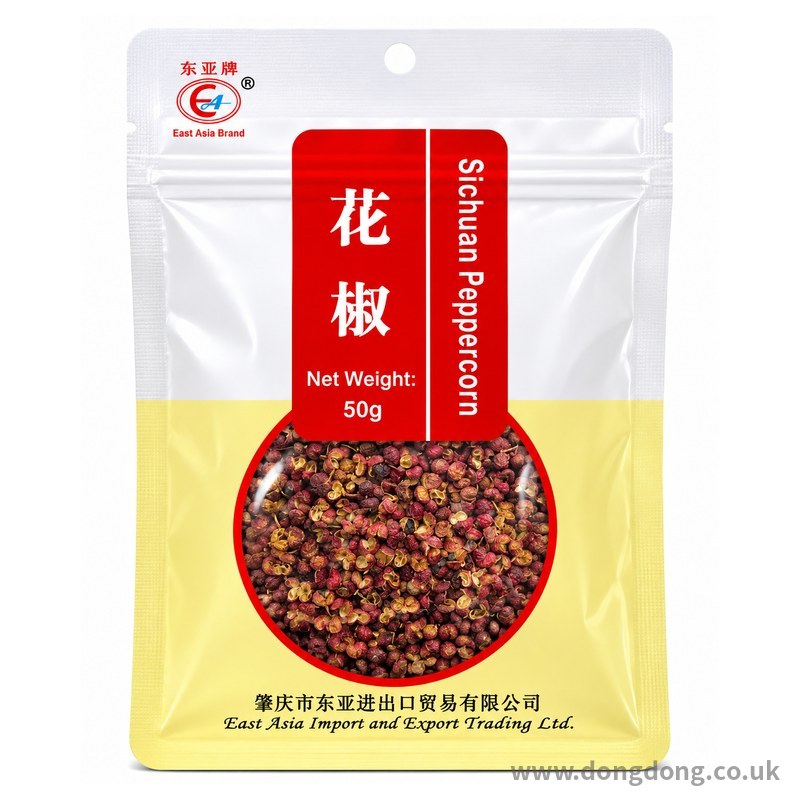 东亚牌
EA ®
East Asia Brand
花
椒
Net Weight:
50g
Sichuan Peppercorn
肇庆市东亚进出口贸易有限公司
East Asia Import and Export Trading Ltd.
www.dongdong.co.uk